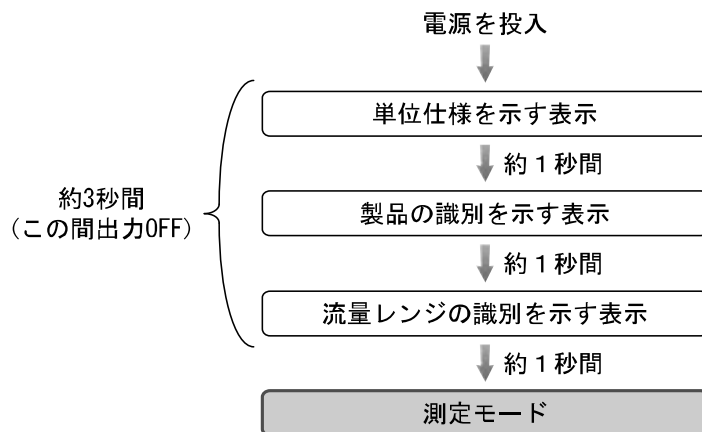 電源を投入
単位仕様を示す表示
約１秒間
約3秒間
(この間出力OFF)
製品の識別を示す表示
約１秒間
流量レンジの識別を示す表示
約１秒間
測定モード